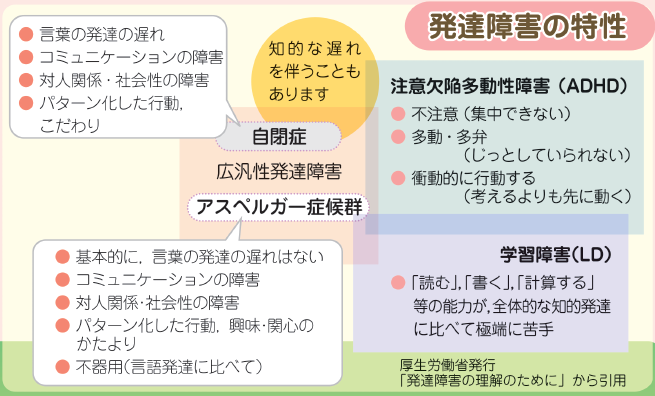 発達障害の特性
● 言葉の発達の遅れ
● コミュニケーションの障害
● 対人関係・社会性の障害
● パターン化した行動，
こだわり
知的な遅れ
を伴うことも
あります
自閉症
広汎性発達障害
アスペルガー症候群
注意欠陥多動性障害（ADHD）
● 不注意（集中できない）
● 多動・多弁
（じっとしていられない）
● 衝動的に行動する
（考えるよりも先に動く）
● 基本的に，言葉の発達の遅れはない
● コミュニケーションの障害
● 対人関係・社会性の障害
● パターン化した行動，興味・関心の
かたより
● 不器用（言語発達に比べて）
学習障害（LD）
● 「読む」，「書く」，「計算する」
等の能力が，全体的な知的発達
に比べて極端に苦手
厚生労働省発行
「発達障害の理解のために」から引用